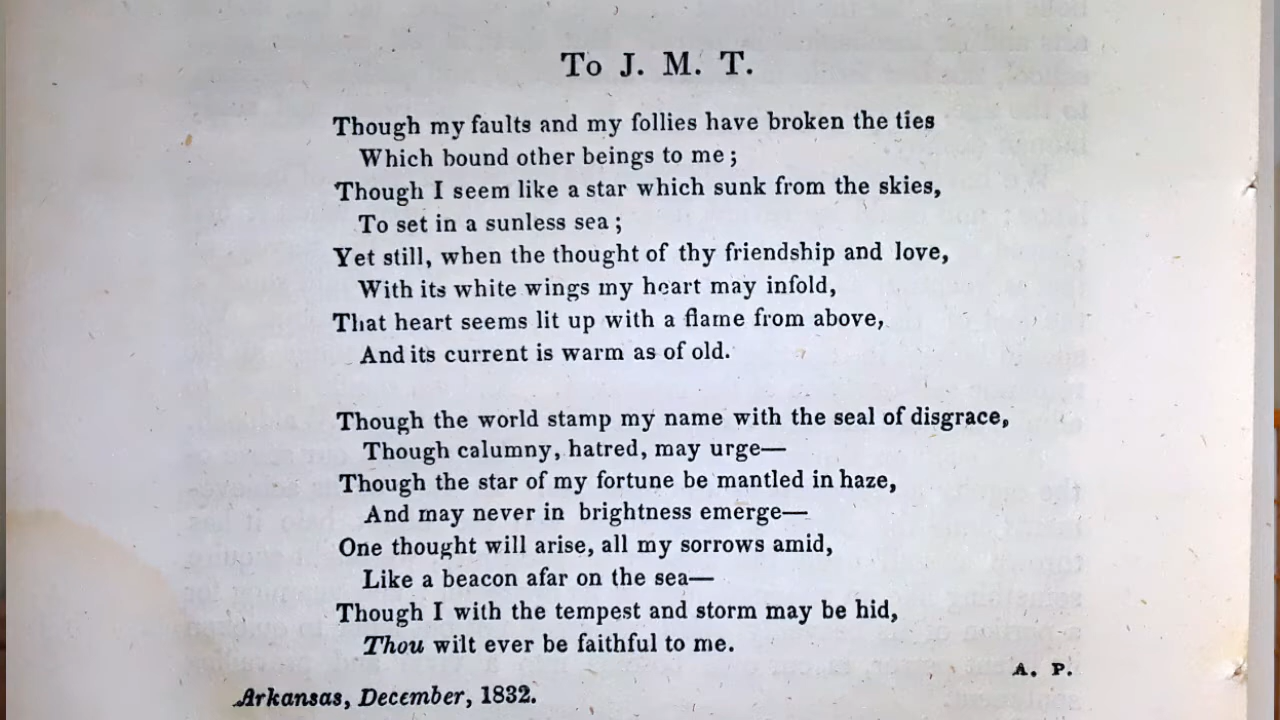 To J. M. T.
Though my faults and my follies have broken the ties
Which bound other beings to me;
Though I seem like a star which sunk from the skies,
To set in a sunless sea;
Yet still, when the thought of thy friendship and love,
With its white wings my heart may infold,
That heart seems lit up with a flame from above,
And its current is warm as of old.
Though the world stamp my name with the seal of disgrace,
Though calumny, hatred, may urge—
Though the star of my fortune be mantled in haze,
And may never in brightness emerge—
One thought will arise, all my sorrows amid,
Like a beacon afar on the sea—
Though I with the tempest and storm may be hid,
Thou wilt ever be faithful to me.
A. P.
Arkansas, December, 1832.